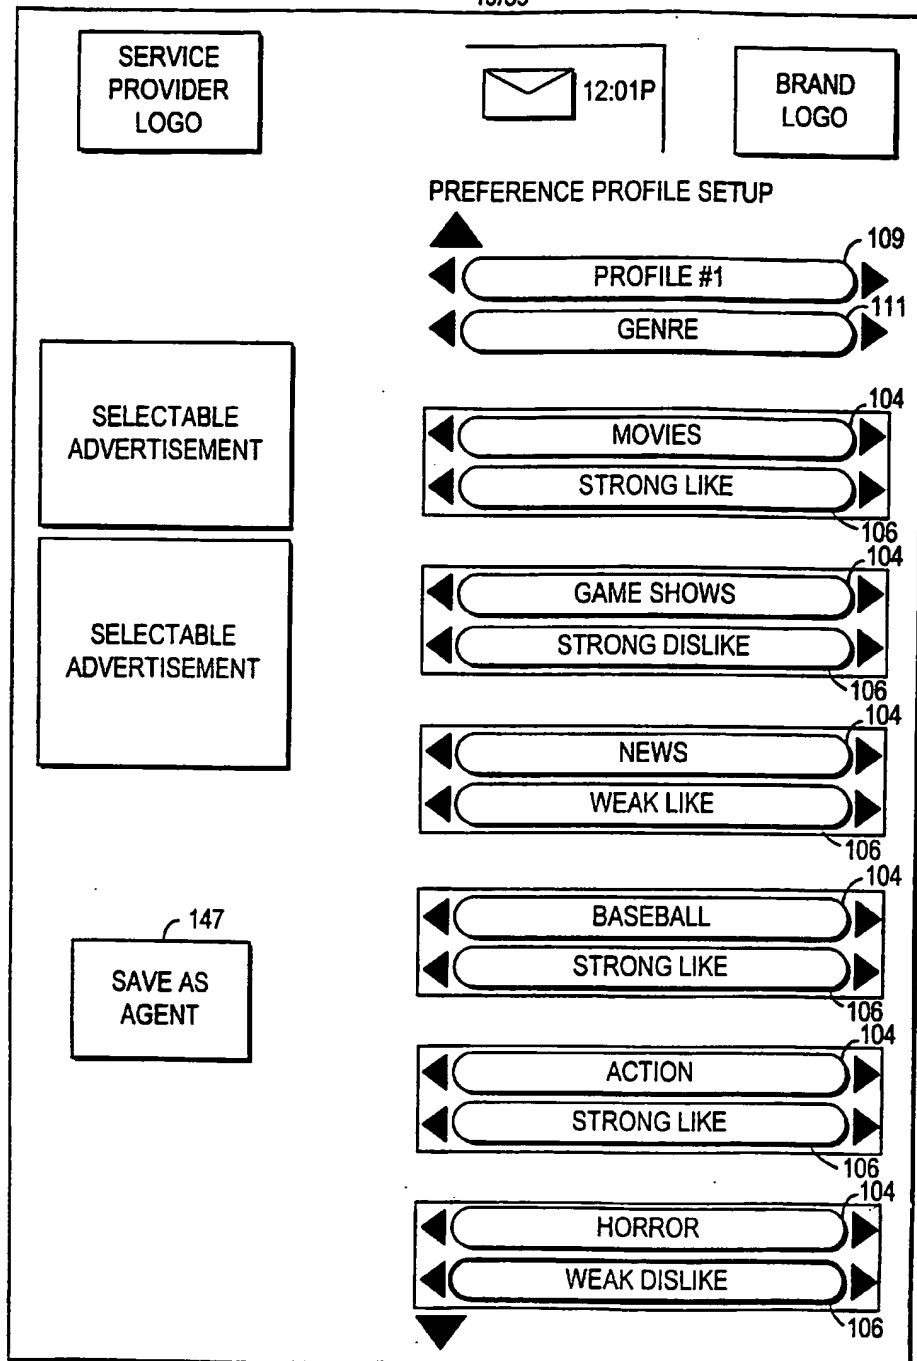 SERVICE
PROVIDER
LOGO
12:01P
BRAND
LOGO
PREFERENCE PROFILE SETUP
109
PROFILE #1
111
GENRE
SELECTABLE
ADVERTISEMENT
104
MOVIES
STRONG LIKE
106
104
GAME SHOWS
STRONG DISLIKE
106
SELECTABLE
ADVERTISEMENT
104
NEWS
WEAK LIKE
106
104
BASEBALL
STRONG LIKE
106
147
SAVE AS
AGENT
104
ACTION
STRONG LIKE
106
104
HORROR
WEAK DISLIKE
106